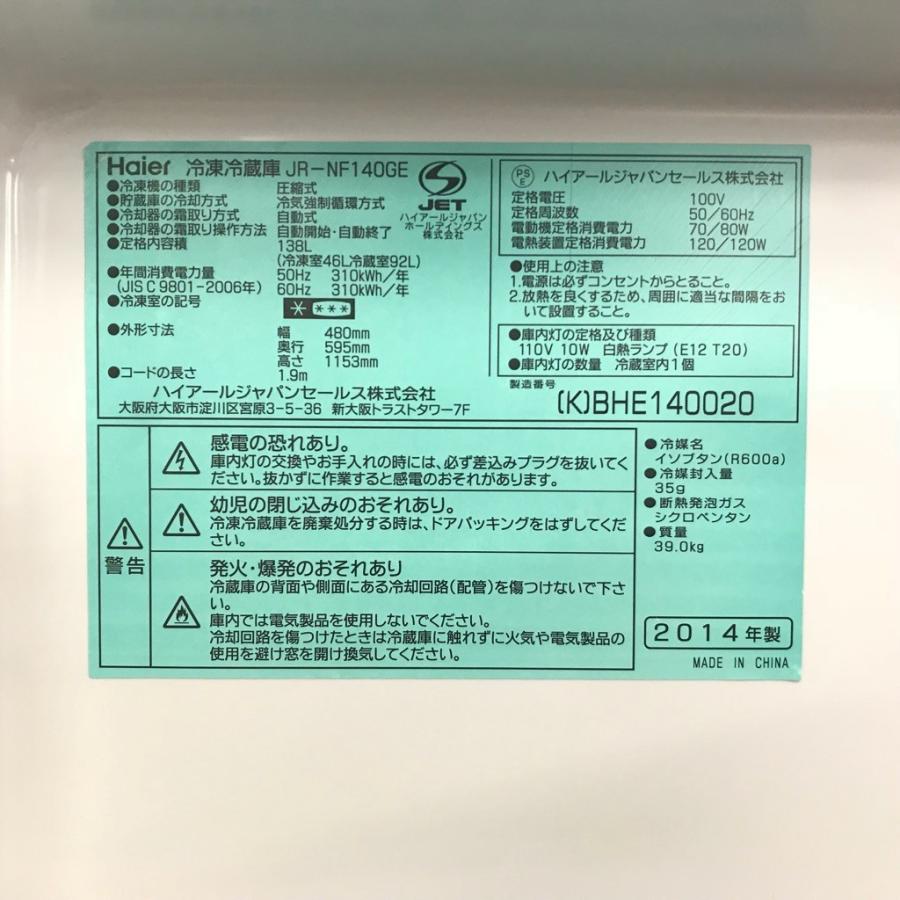 Haier 冷凍冷蔵庫 JR-NF140GE
●冷凍機の種類 圧縮式
●貯蔵庫の冷却方式 冷気強制循環方式
●冷却器の霜取り方式 自動式
●冷却器の霜取り操作方法 自動開始・自動終了
●定格内容積 138L
(冷凍室46L冷蔵室92L)
●年間消費電力量 50Hz 310kWh/年
(JIS C 9801-2006年) 60Hz 310kWh/年
●冷凍室の記号 * ***
●外形寸法 幅 480mm
奥行 595mm
高さ 1153mm
●コードの長さ 1.9m
ハイアールジャパンセールス株式会社
大阪府大阪市淀川区宮原3-5-36 新大阪トラストタワー7F
S
JET
ハイアールジャパン
ホールディングス
株式会社
PS
E
ハイアールジャパンセールス株式会社
定格電圧 100V
定格周波数 50/60Hz
電動機定格消費電力 70/80W
電熱装置定格消費電力 120/120W
●使用上の注意
1.電源は必ずコンセントからとること。
2.放熱を良くするため、周囲に適当な間隔をお
いて設置すること。
●庫内灯の定格及び種類
110V 10W 白熱ランプ (E12 T20)
●庫内灯の数量 冷蔵室内1個
製造番号
(K)BHE140020
警告
感電の恐れあり。
庫内灯の交換やお手入れの時には、必ず差込みプラグを抜いてく
ださい。抜かずに作業すると感電のおそれがあります。
幼児の閉じ込みのおそれあり。
冷凍冷蔵庫を廃棄処分する時は、ドアパッキングをはずしてくだ
さい。
発火・爆発のおそれあり
冷蔵庫の背面や側面にある冷却回路(配管)を傷つけないで下さ
い。
庫内では電気製品を使用しないでください。
冷却回路を傷つけたときは冷蔵庫に触れずに火気や電気製品の
使用を避け窓を開け換気してください。
●冷媒名
イソブタン(R600a)
●冷媒封入量
35g
●断熱発泡ガス
シクロペンタン
●質量
39.0kg
2014年製
MADE IN CHINA